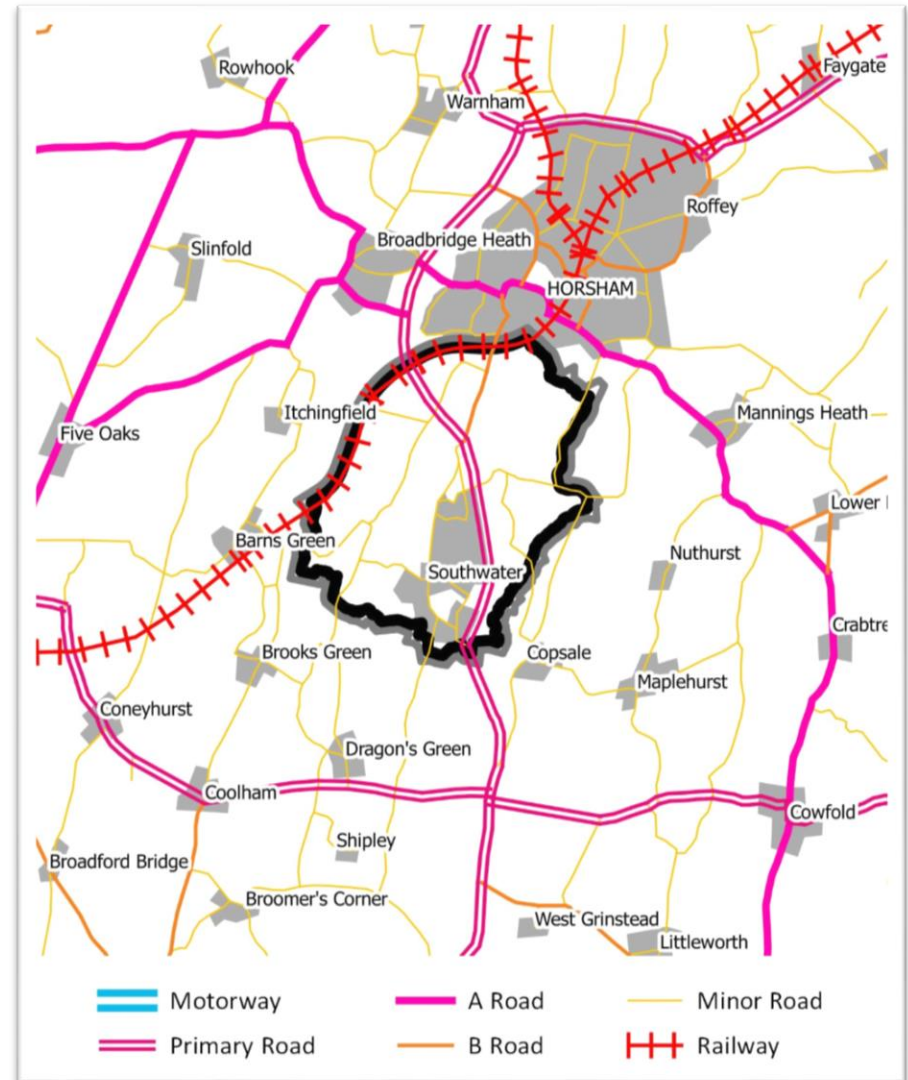 Rowhook
Faygate
Warnham
Roffey
Broadbridge Heath
Slinfold
HORSHAM
Itchingfield
Mannings Heath
Five Oaks
Lower
Barns Green
Nuthurst
Southwater
Crabtre
Brooks Green
Copsale
Maplehurst
Coneyhurst
Dragon's Green
Coolham
Cowfold
Shipley
Broadford Bridge
Broomer's Corner
West Grinstead
Littleworth
Motorway
A Road
Minor Road
Primary Road
B Road
Railway